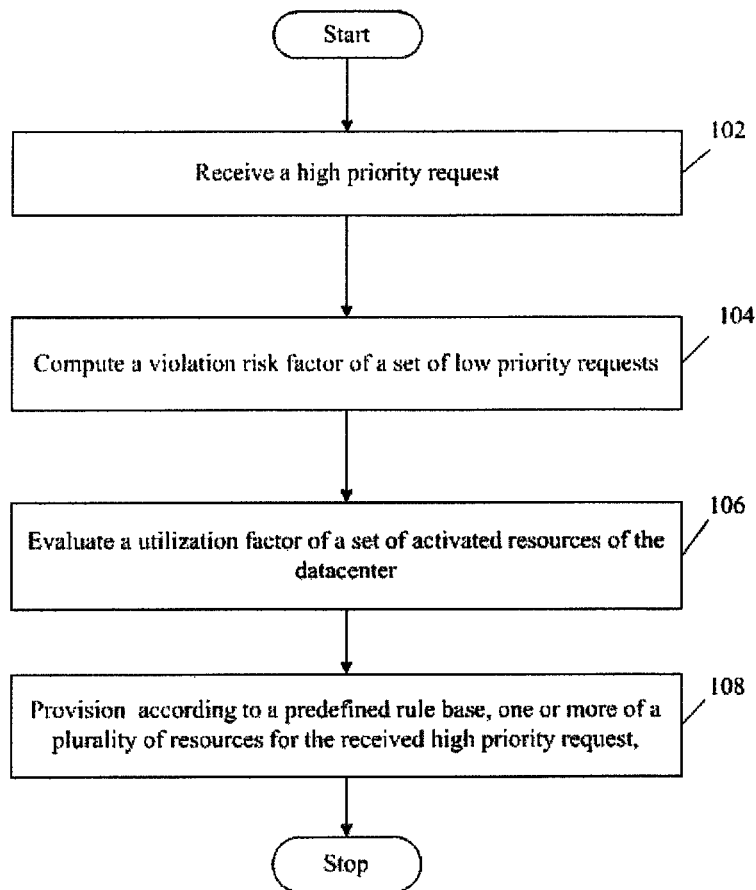 Start
102
Receive a high priority request
104
Compute a violation risk factor of a set of low priority requests
106
Evaluate a utilization factor of a set of activated resources of the
datacenter
108
Provision according to a predefined rule base, one or more of a
plurality of resources for the received high priority request,
Stop